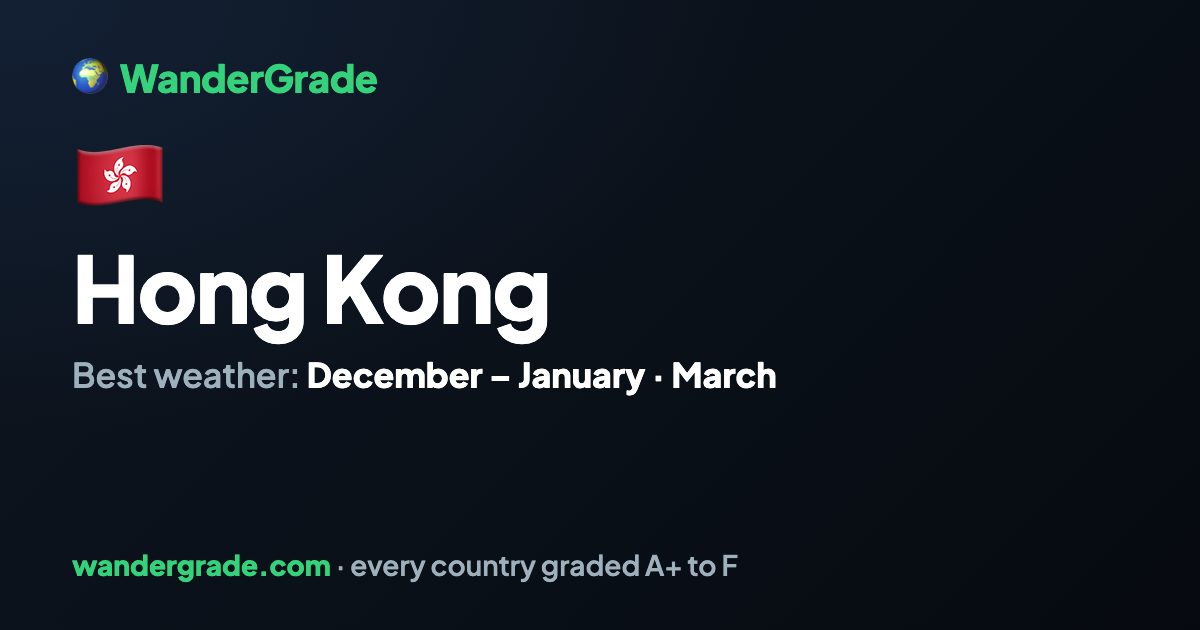 WanderGrade
Hong Kong
Best weather: December – January · March
wandergrade.com · every country graded A+ to F